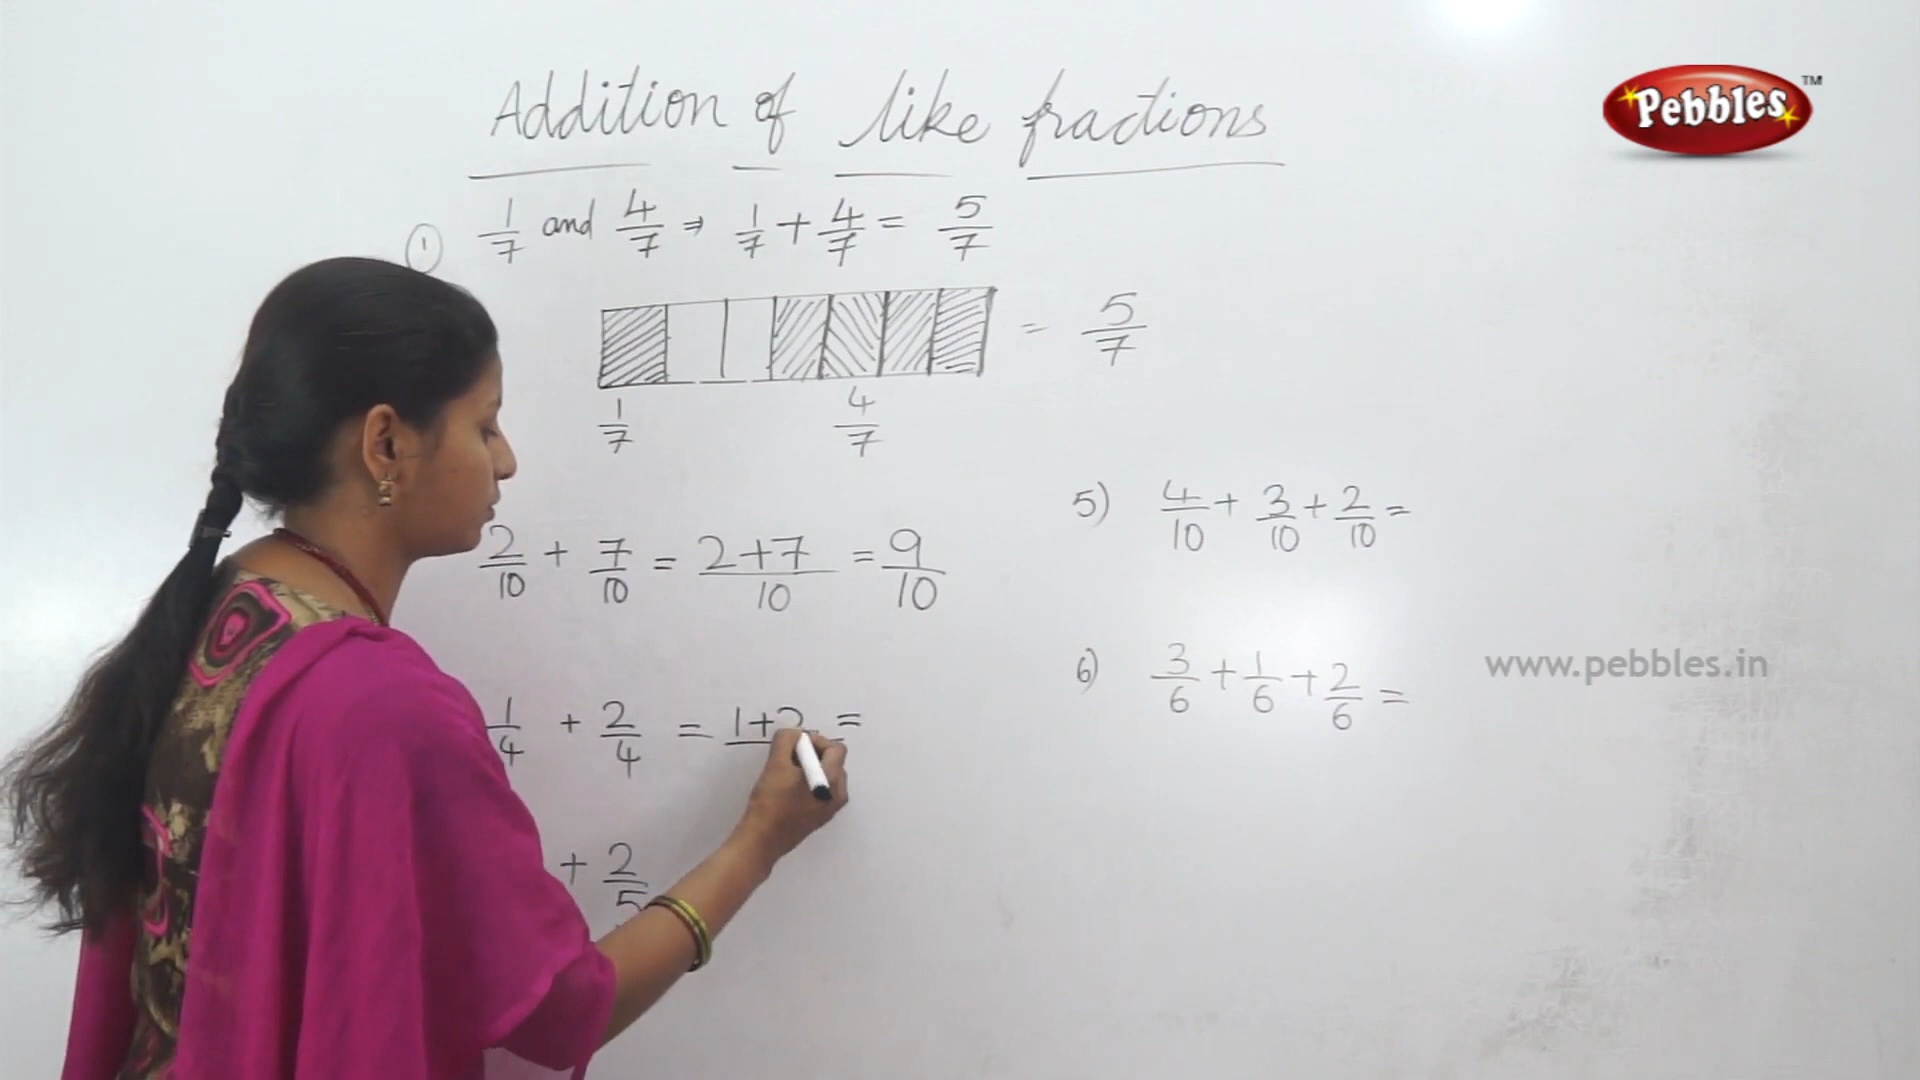 Addition of like fractions
Pebbles™
① 1/7 and 4/7 ⇒ 1/7 + 4/7 = 5/7
= 5/7
1/7 4/7
2/10 + 7/10 = 2+7/10 = 9/10
5) 4/10 + 3/10 + 2/10 =
1/4 + 2/4 = 1+2 =
6) 3/6 + 1/6 + 2/6 =
www.pebbles.in
+ 2/5